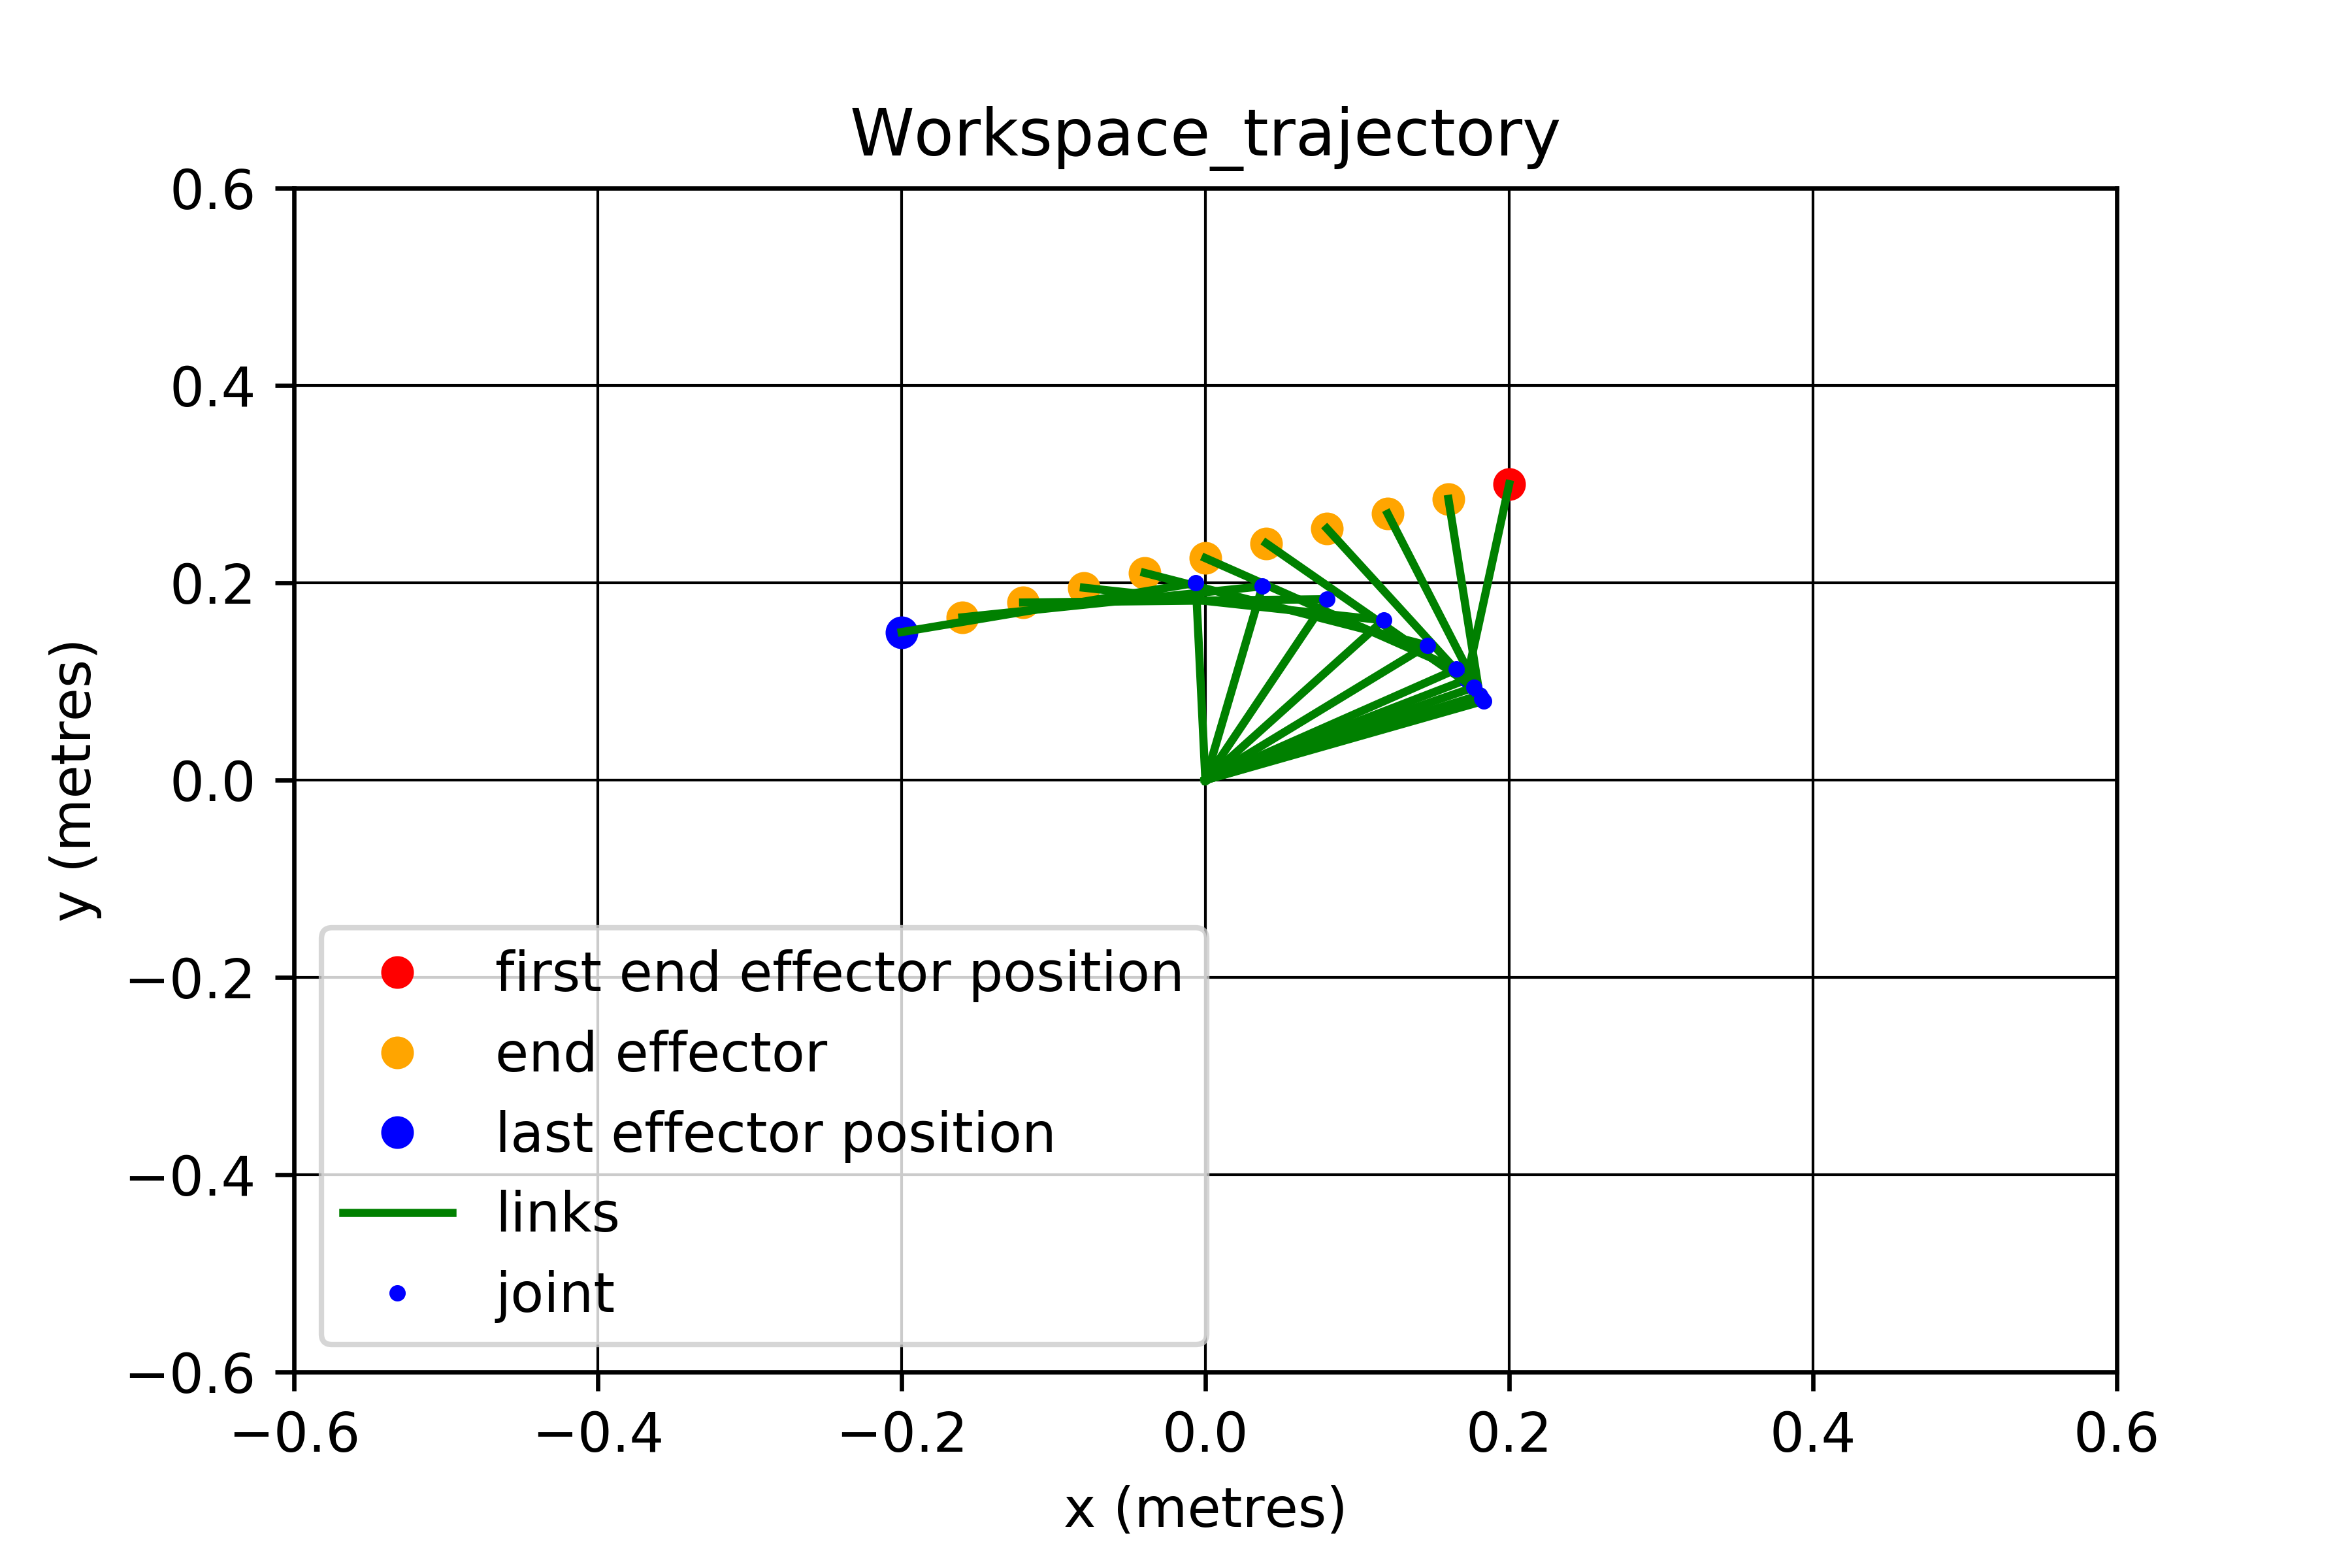 Workspace_trajectory
0.6
0.4
0.2
0.0
−0.2
−0.4
−0.6
y (metres)
first end effector position
end effector
last effector position
links
joint
−0.6 −0.4 −0.2 0.0 0.2 0.4 0.6
x (metres)